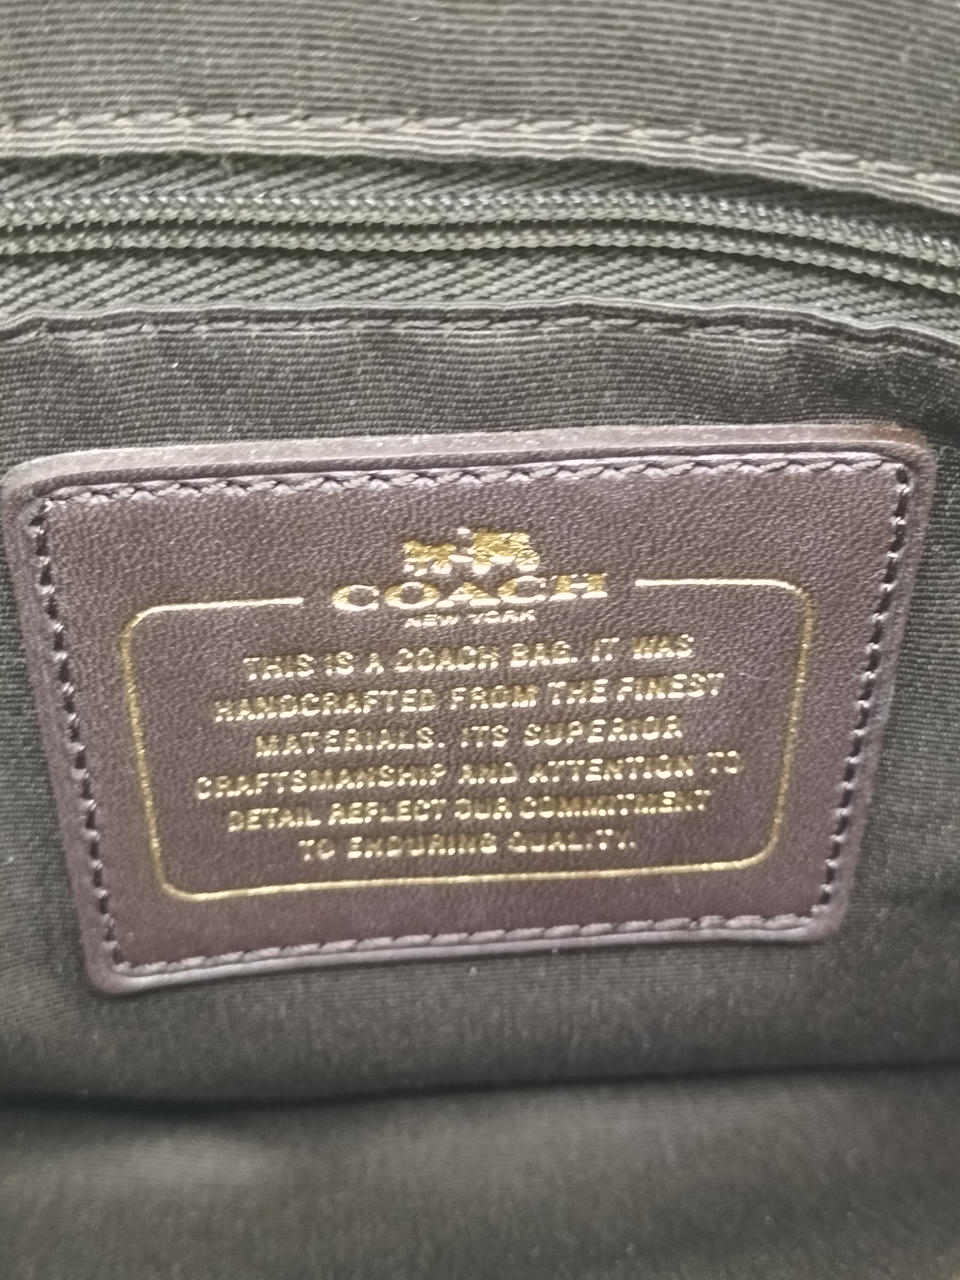 COACH
NEW YORK
THIS IS A COACH BAG. IT WAS
HANDCRAFTED FROM THE FINEST
MATERIALS. ITS SUPERIOR
CRAFTSMANSHIP AND ATTENTION TO
DETAIL REFLECT OUR COMMITMENT
TO ENDURING QUALITY.